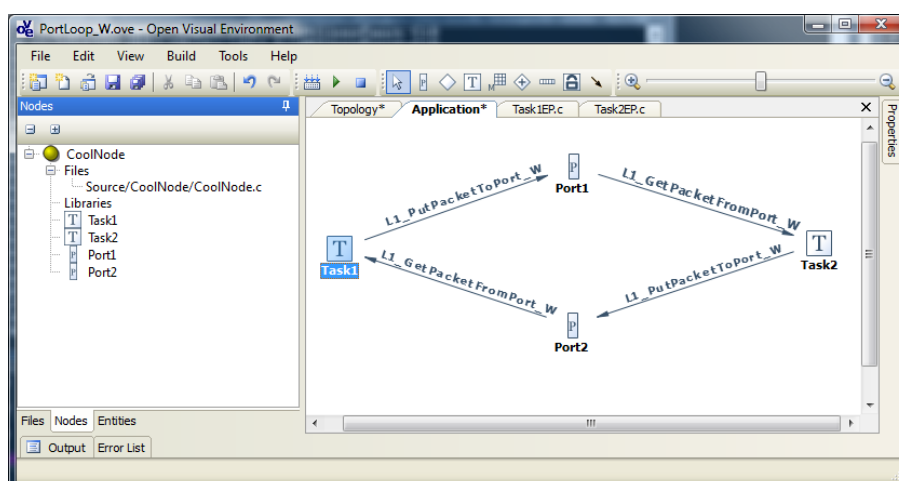 PortLoop_W.ove - Open Visual Environment
File Edit View Build Tools Help
Nodes
Topology* Application* Task1EP.c Task2EP.c
Properties
CoolNode
Files
Source/CoolNode/CoolNode.c
Libraries
T Task1
T Task2
P Port1
P Port2
P
Port1
L1_PutPacketToPort_W
L1_GetPacketFromPort_W
T
Task1
T
Task2
L1_GetPacketFromPort_W
L1_PutPacketToPort_W
P
Port2
Files Nodes Entities
Output Error List